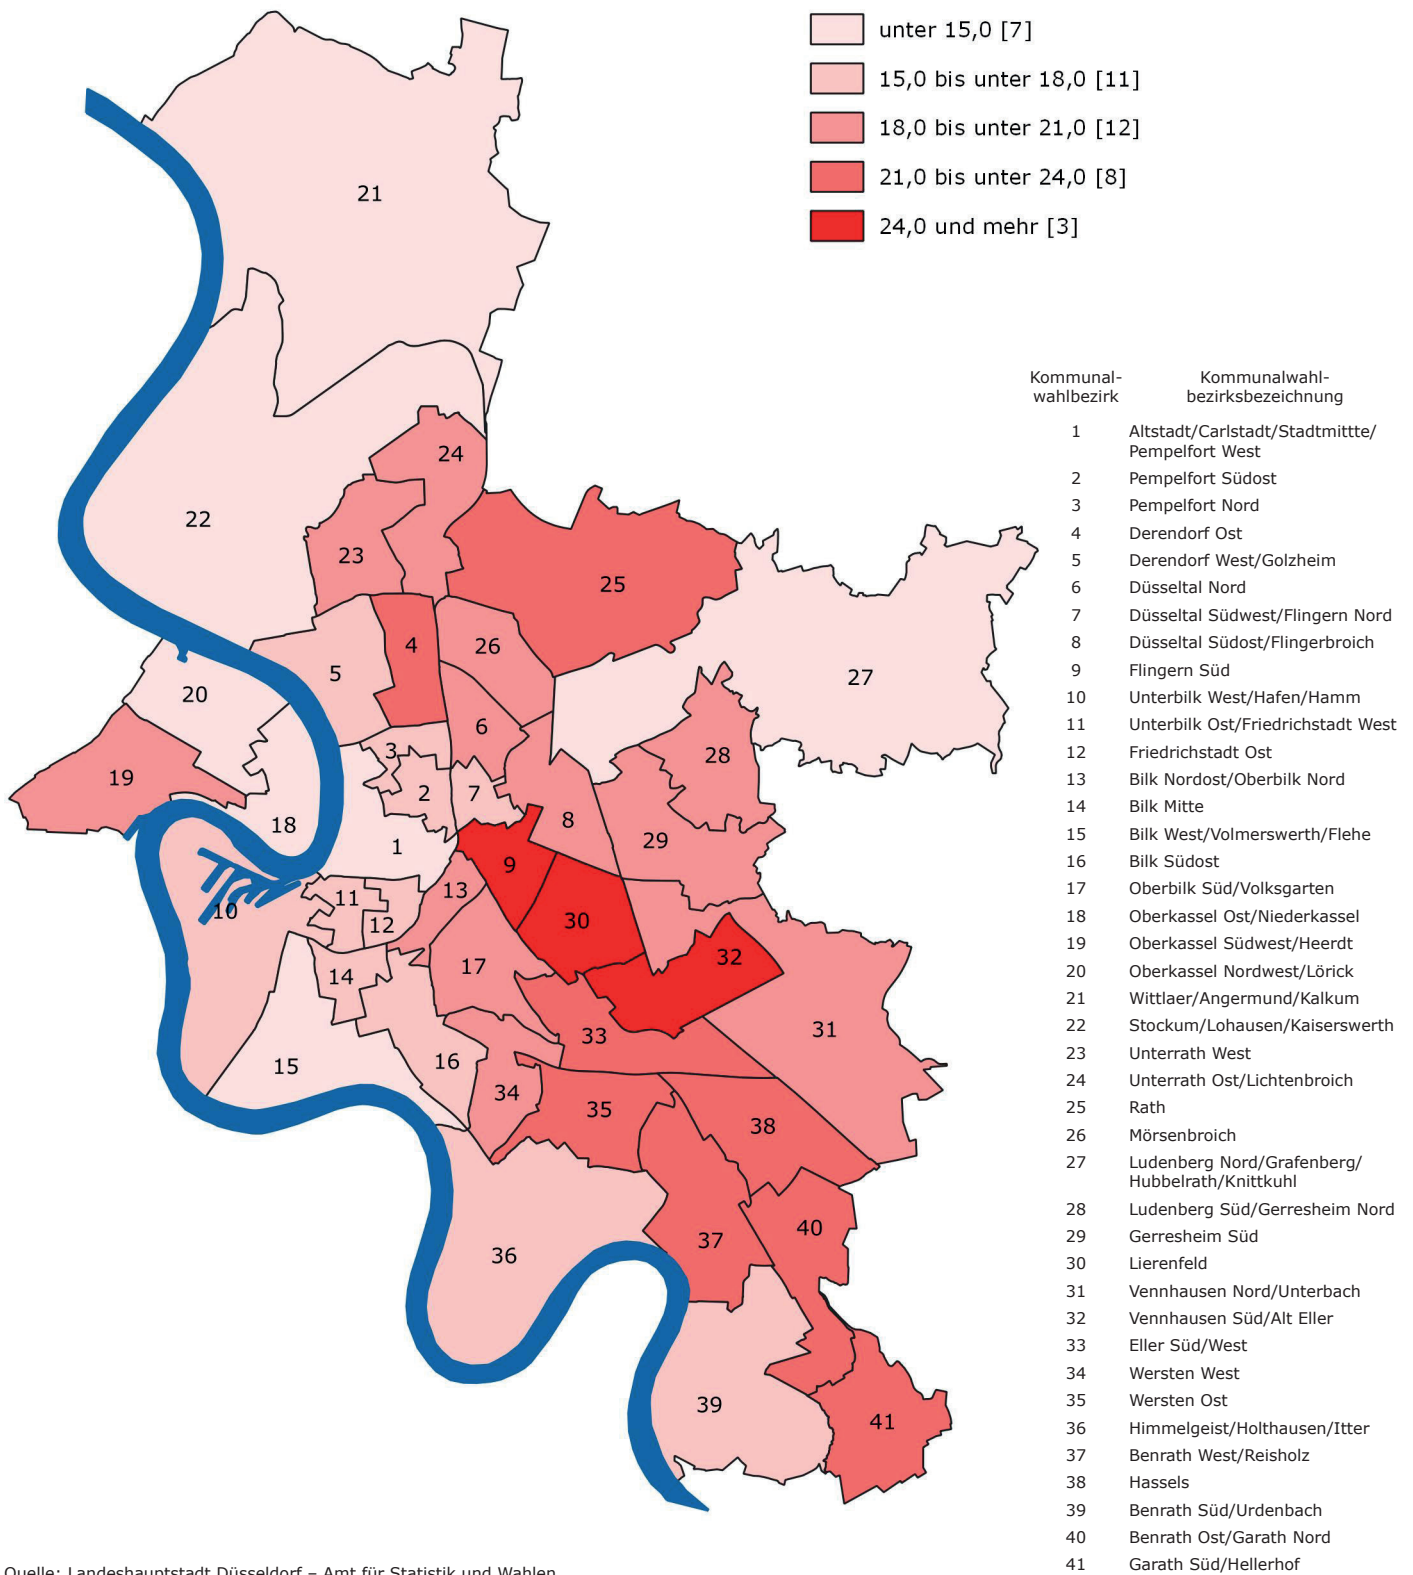 unter 15,0 [7]
15,0 bis unter 18,0 [11]
18,0 bis unter 21,0 [12]
21,0 bis unter 24,0 [8]
24,0 und mehr [3]
21
24
22
23
25
4
26
5
27
20
6
28
3
19
2
7
18
8
29
1
9
13
11
10
12
30
32
17
14
31
33
16
15
34
35
38
40
37
36
39
41
Kommunal-
wahlbezirk
Kommunalwahl-
bezirksbezeichnung
1 Altstadt/Carlstadt/Stadtmittte/
Pempelfort West
2 Pempelfort Südost
3 Pempelfort Nord
4 Derendorf Ost
5 Derendorf West/Golzheim
6 Düsseltal Nord
7 Düsseltal Südwest/Flingern Nord
8 Düsseltal Südost/Flingerbroich
9 Flingern Süd
10 Unterbilk West/Hafen/Hamm
11 Unterbilk Ost/Friedrichstadt West
12 Friedrichstadt Ost
13 Bilk Nordost/Oberbilk Nord
14 Bilk Mitte
15 Bilk West/Volmerswerth/Flehe
16 Bilk Südost
17 Oberbilk Süd/Volksgarten
18 Oberkassel Ost/Niederkassel
19 Oberkassel Südwest/Heerdt
20 Oberkassel Nordwest/Lörick
21 Wittlaer/Angermund/Kalkum
22 Stockum/Lohausen/Kaiserswerth
23 Unterrath West
24 Unterrath Ost/Lichtenbroich
25 Rath
26 Mörsenbroich
27 Ludenberg Nord/Grafenberg/
Hubbelrath/Knittkuhl
28 Ludenberg Süd/Gerresheim Nord
29 Gerresheim Süd
30 Lierenfeld
31 Vennhausen Nord/Unterbach
32 Vennhausen Süd/Alt Eller
33 Eller Süd/West
34 Wersten West
35 Wersten Ost
36 Himmelgeist/Holthausen/Itter
37 Benrath West/Reisholz
38 Hassels
39 Benrath Süd/Urdenbach
40 Benrath Ost/Garath Nord
41 Garath Süd/Hellerhof
Quelle: Landeshauptstadt Düsseldorf – Amt für Statistik und Wahlen